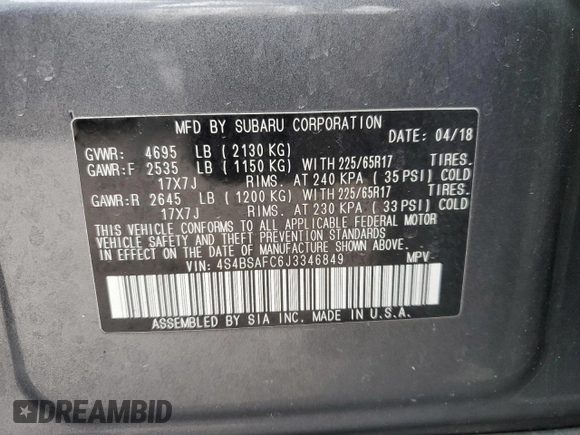 MFD BY SUBARU CORPORATION
DATE: 04/18
GVWR: 4695 LB ( 2130 KG)
GAWR:F 2535 LB ( 1150 KG) WITH 225/65R17 TIRES.
17X7J RIMS. AT 240 KPA ( 35 PSI) COLD
GAWR:R 2645 LB ( 1200 KG) WITH 225/65R17 TIRES.
17X7J RIMS. AT 230 KPA ( 33 PSI) COLD
THIS VEHICLE CONFORMS TO ALL APPLICABLE FEDERAL MOTOR
VEHICLE SAFETY AND THEFT PREVENTION STANDARDS
IN EFFECT ON THE DATE OF MANUFACTURE SHOWN ABOVE.
VIN: 4S4BSAFC6J3346849 MPV
ASSEMBLED BY SIA INC. MADE IN U.S.A.
DREAMBID